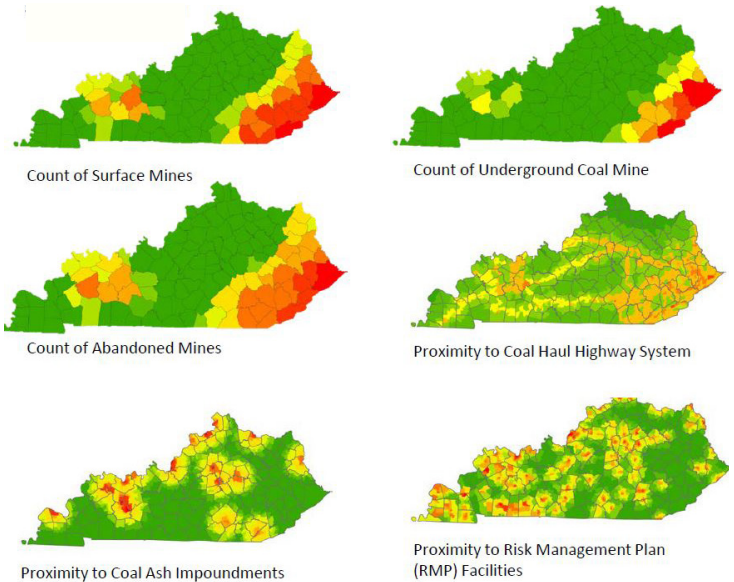 Count of Surface Mines
Count of Underground Coal Mine
Count of Abandoned Mines
Proximity to Coal Haul Highway System
Proximity to Coal Ash Impoundments
Proximity to Risk Management Plan
(RMP) Facilities